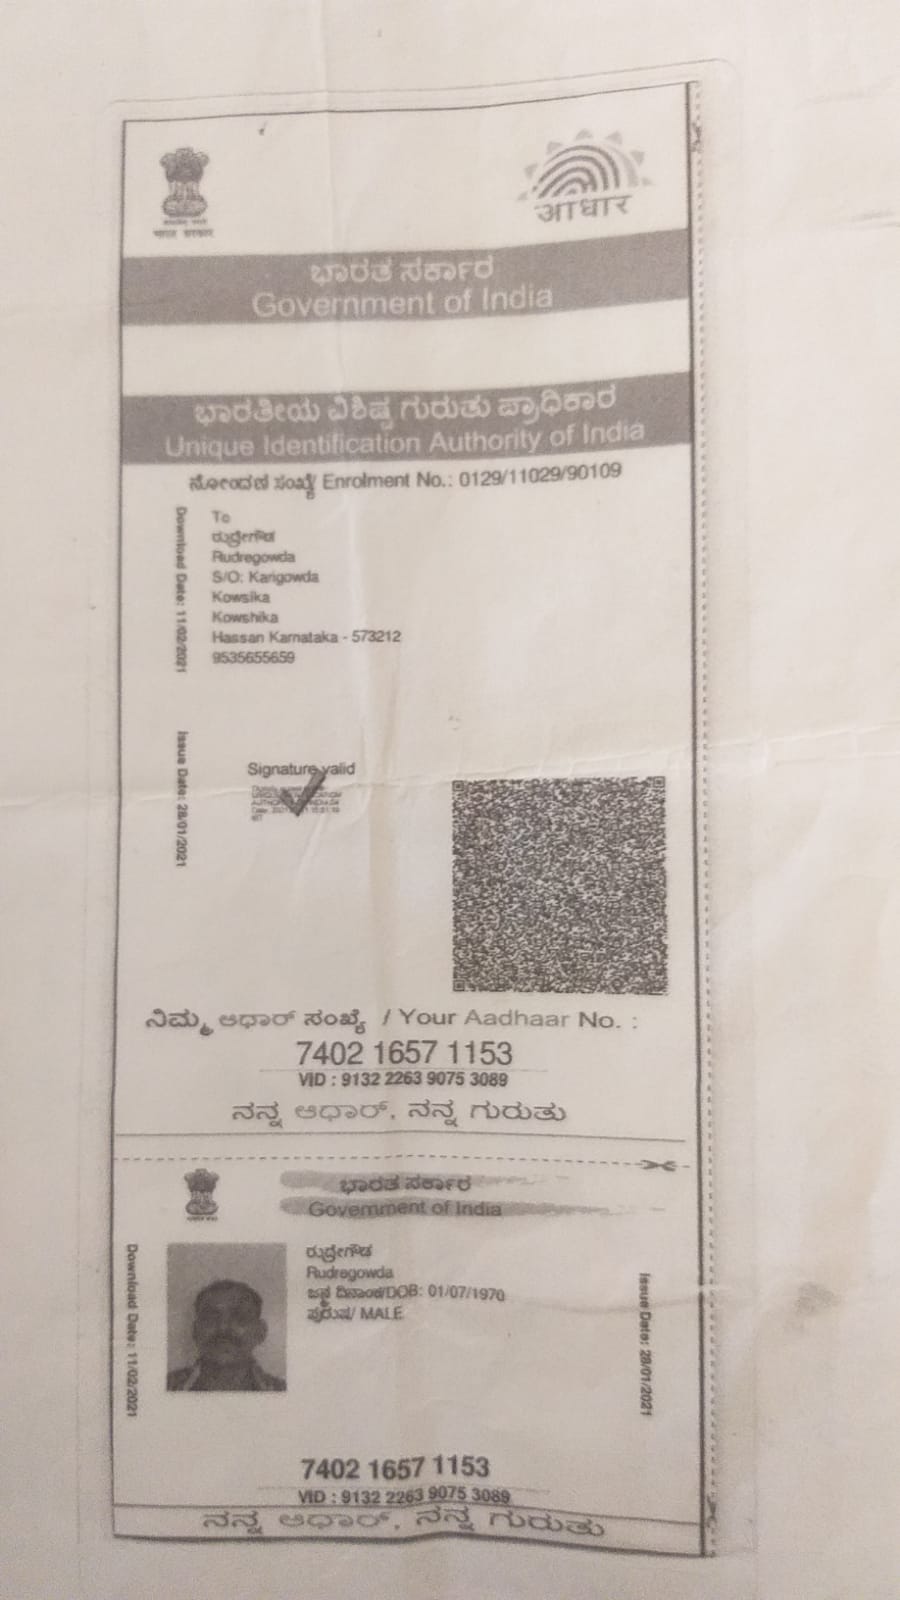 भारत सरकार
आधार
ಭಾರತ ಸರ್ಕಾರ
Government of India
ಭಾರತೀಯ ವಿಶಿಷ್ಟ ಗುರುತು ಪ್ರಾಧಿಕಾರ
Unique Identification Authority of India
ನೋಂದಣಿ ಸಂಖ್ಯೆ/ Enrolment No.: 0129/11029/90109
Download Date: 11/02/2021
To
ರುದ್ರೇಗೌಡ
Rudregowda
S/O: Karigowda
Kowsika
Kowshika
Hassan Karnataka - 573212
9535655659
Issue Date: 28/01/2021
Signature valid
ನಿಮ್ಮ ಆಧಾರ್ ಸಂಖ್ಯೆ / Your Aadhaar No. :
7402 1657 1153
VID : 9132 2263 9075 3089
ನನ್ನ ಆಧಾರ್, ನನ್ನ ಗುರುತು
ಭಾರತ ಸರ್ಕಾರ
Government of India
Download Date: 11/02/2021
ರುದ್ರೇಗೌಡ
Rudregowda
ಜನ್ಮ ದಿನಾಂಕ/DOB: 01/07/1970
ಪುರುಷ/ MALE
Issue Date: 28/01/2021
7402 1657 1153
VID : 9132 2263 9075 3089
ನನ್ನ ಆಧಾರ್, ನನ್ನ ಗುರುತು